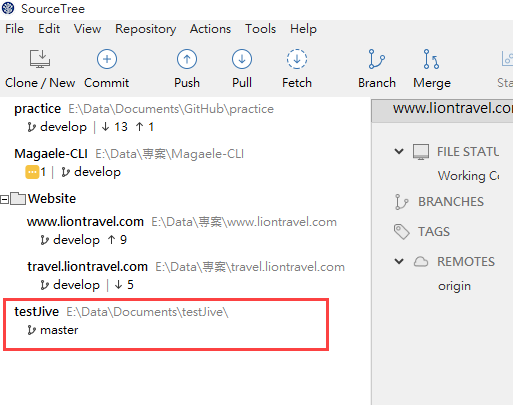 SourceTree
File Edit View Repository Actions Tools Help
Clone / New Commit Push Pull Fetch Branch Merge Sta
practice E:\Data\Documents\GitHub\practice
develop | ↓ 13 ↑ 1
Magaele-CLI E:\Data\專案\Magaele-CLI
1 | develop
Website
www.liontravel.com E:\Data\專案\www.liontravel.com
develop ↑ 9
travel.liontravel.com E:\Data\專案\travel.liontravel.com
develop | ↓ 5
testJive E:\Data\Documents\testJive\
master
www.liontravel.com
FILE STATU
Working Co
BRANCHES
TAGS
REMOTES
origin